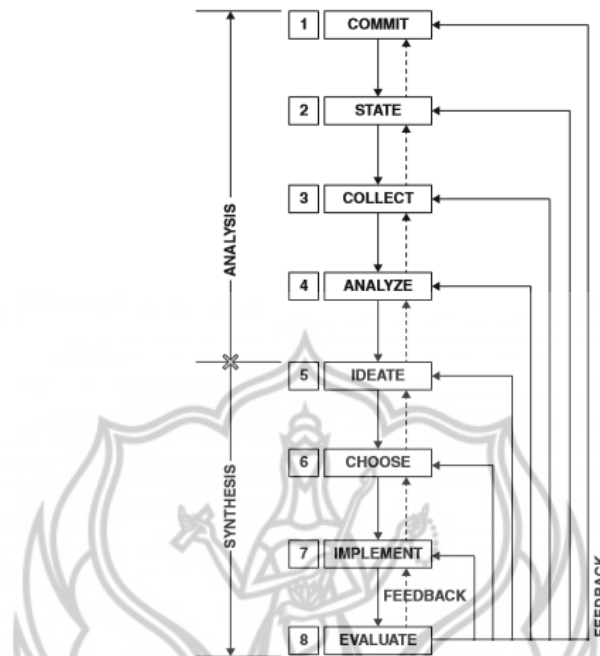 1 COMMIT
2 STATE
3 COLLECT
ANALYSIS
4 ANALYZE
5 IDEATE
6 CHOOSE
SYNTHESIS
7 IMPLEMENT
FEEDBACK
FEEDBACK
8 EVALUATE